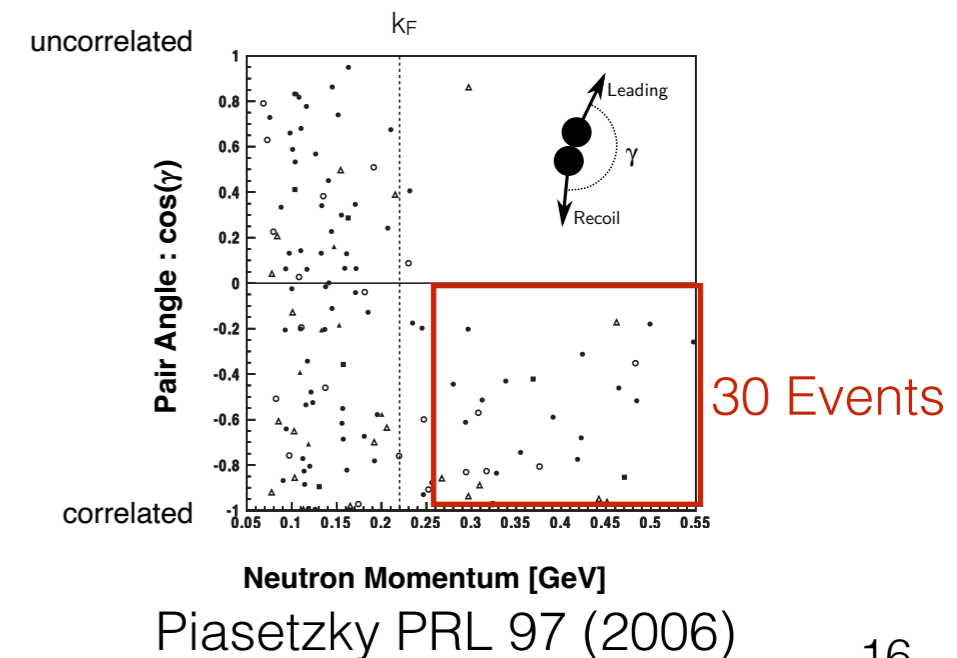 k_F
uncorrelated
1
0.8
0.6
0.4
0.2
0
-0.2
-0.4
-0.6
-0.8
-1
correlated
Pair Angle : cos(γ)
Leading
γ
Recoil
30 Events
0.05 0.1 0.15 0.2 0.25 0.3 0.35 0.4 0.45 0.5 0.55
Neutron Momentum [GeV]
Piasetzky PRL 97 (2006)
16